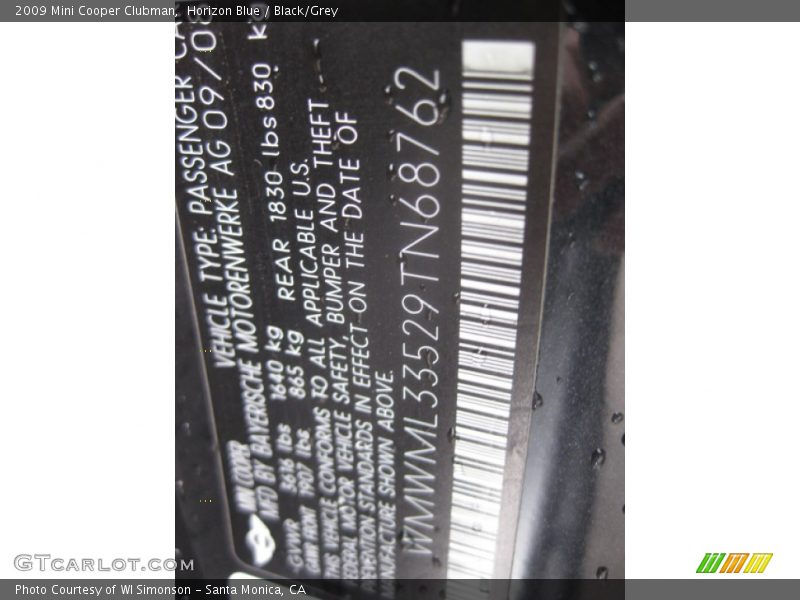 2009 Mini Cooper Clubman, Horizon Blue / Black/Grey
MINI COOPER
VEHICLE TYPE: PASSENGER CA
MFD BY BAYERISCHE MOTORENWERKE AG 09/08
GVWR 3616 lbs 1640 kg
GAWR FRONT 1907 lbs 865 kg REAR 1830 lbs 830 kg
THIS VEHICLE CONFORMS TO ALL APPLICABLE U.S.
FEDERAL MOTOR VEHICLE SAFETY, BUMPER AND THEFT
PREVENTION STANDARDS IN EFFECT ON THE DATE OF
MANUFACTURE SHOWN ABOVE.
WMWML33529TN68762
GTcarlot.com
Photo Courtesy of WI Simonson – Santa Monica, CA